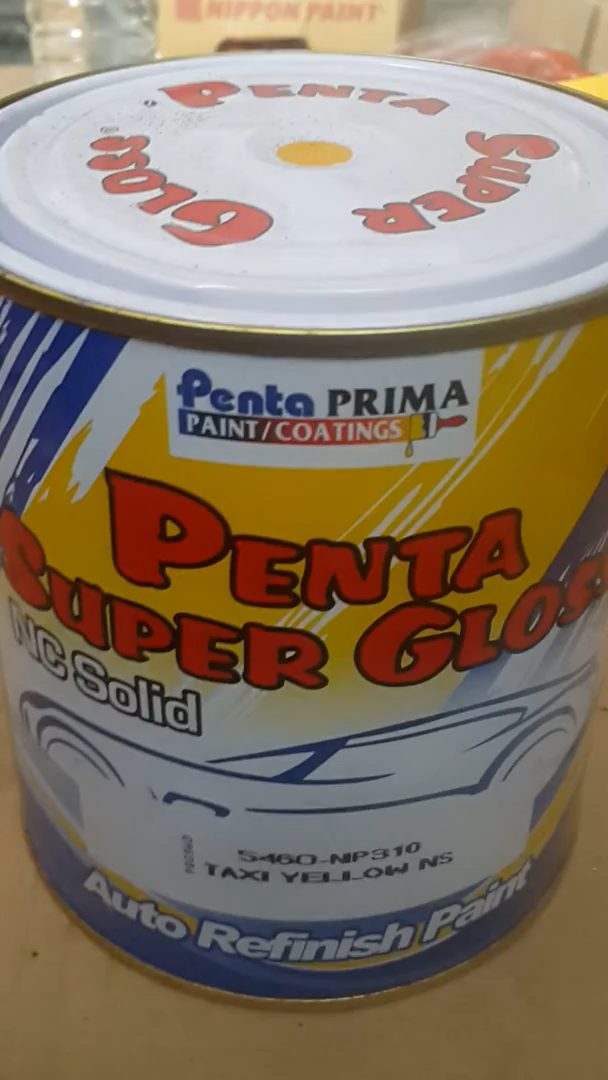 NIPPON PAINT
PENTA SUPER GLOSS
Penta PRIMA
PAINT/COATINGS
PENTA
SUPER GLOSS
NC Solid
5460-NP310
TAXI YELLOW NS
Auto Refinish Paint